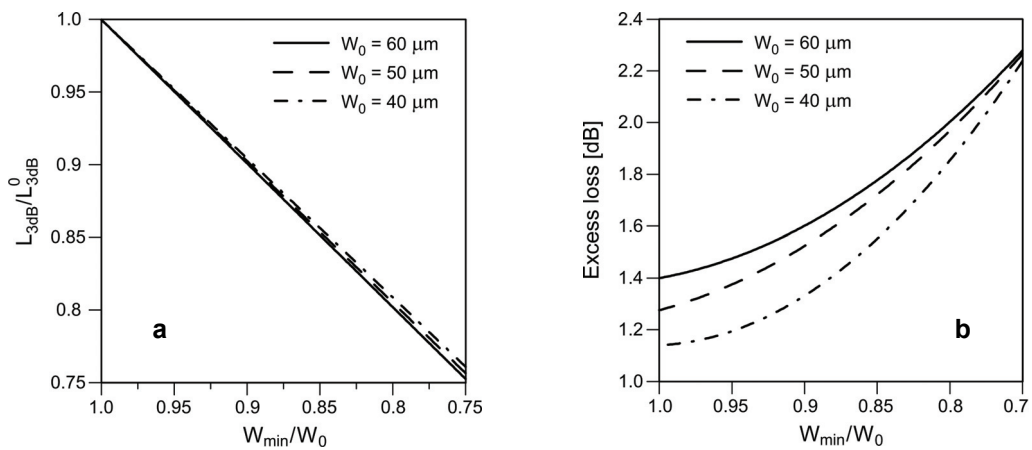 1.0
0.95
0.9
0.85
0.8
0.75
L3dB/L⁰3dB
W0 = 60 μm
W0 = 50 μm
W0 = 40 μm
a
1.0 0.95 0.9 0.85 0.8 0.75
Wmin/W0
2.4
2.2
2.0
1.8
1.6
1.4
1.2
1.0
Excess loss [dB]
W0 = 60 μm
W0 = 50 μm
W0 = 40 μm
b
1.0 0.95 0.9 0.85 0.8 0.7
Wmin/W0